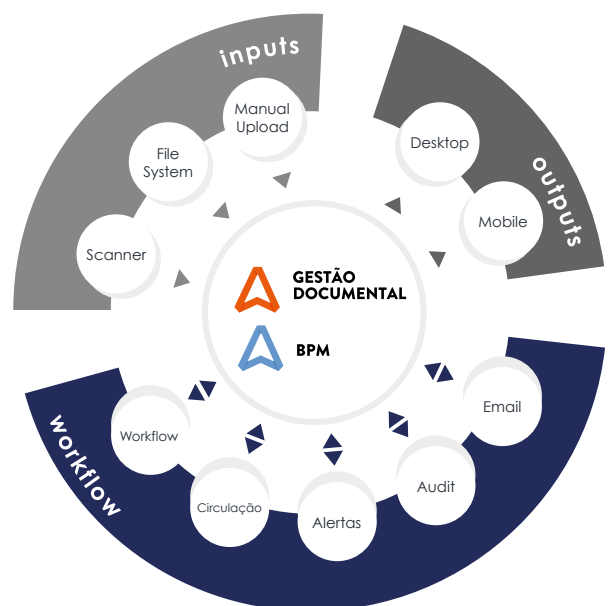 inputs
Manual
Upload
File
System
Scanner
outputs
Desktop
Mobile
GESTÃO
DOCUMENTAL
BPM
workflow
Workflow
Circulação
Alertas
Audit
Email